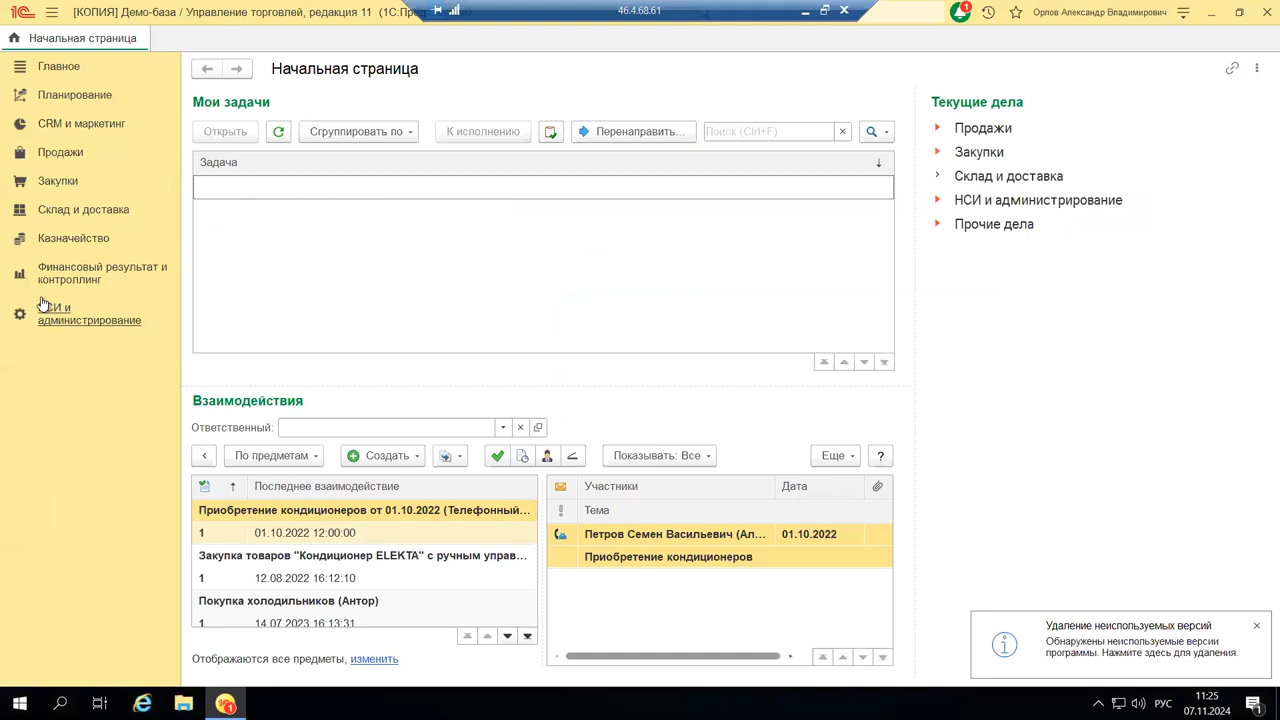 [КОПИЯ] Демо-база / Управление торговлей, редакция 11 (1С:Пред
46.4.68.61
1
Орлов Александр Владимирович
Начальная страница
Главное
Планирование
CRM и маркетинг
Продажи
Закупки
Склад и доставка
Казначейство
Финансовый результат и
контроллинг
администрирование
Начальная страница
Мои задачи
Открыть
Сгруппировать по
К исполнению
Перенаправить...
Поиск (Ctrl+F)
Задача
Взаимодействия
Ответственный:
По предметам
Создать
Показывать: Все
Еще
?
Последнее взаимодействие
Приобретение кондиционеров от 01.10.2022 (Телефонный...
1 01.10.2022 12:00:00
Закупка товаров "Кондиционер ELEKTA" с ручным управ...
1 12.08.2022 16:12:10
Покупка холодильников (Антор)
1 14.07.2023 16:13:31
Отображаются все предметы, изменить
Участники Дата
Тема
Петров Семен Васильевич (Ал... 01.10.2022
Приобретение кондиционеров
Текущие дела
Продажи
Закупки
Склад и доставка
НСИ и администрирование
Прочие дела
Удаление неиспользуемых версий
Обнаружены неиспользуемые версии
программы. Нажмите здесь для удаления.
1
РУС
11:25
07.11.2024
1